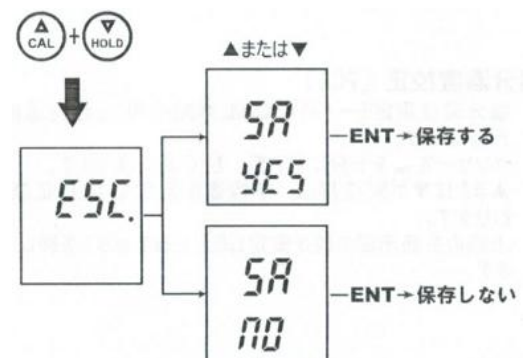 CAL + HOLD
▲または▼
SA
YES
ENT→保存する
ESC.
SA
NO
ENT→保存しない